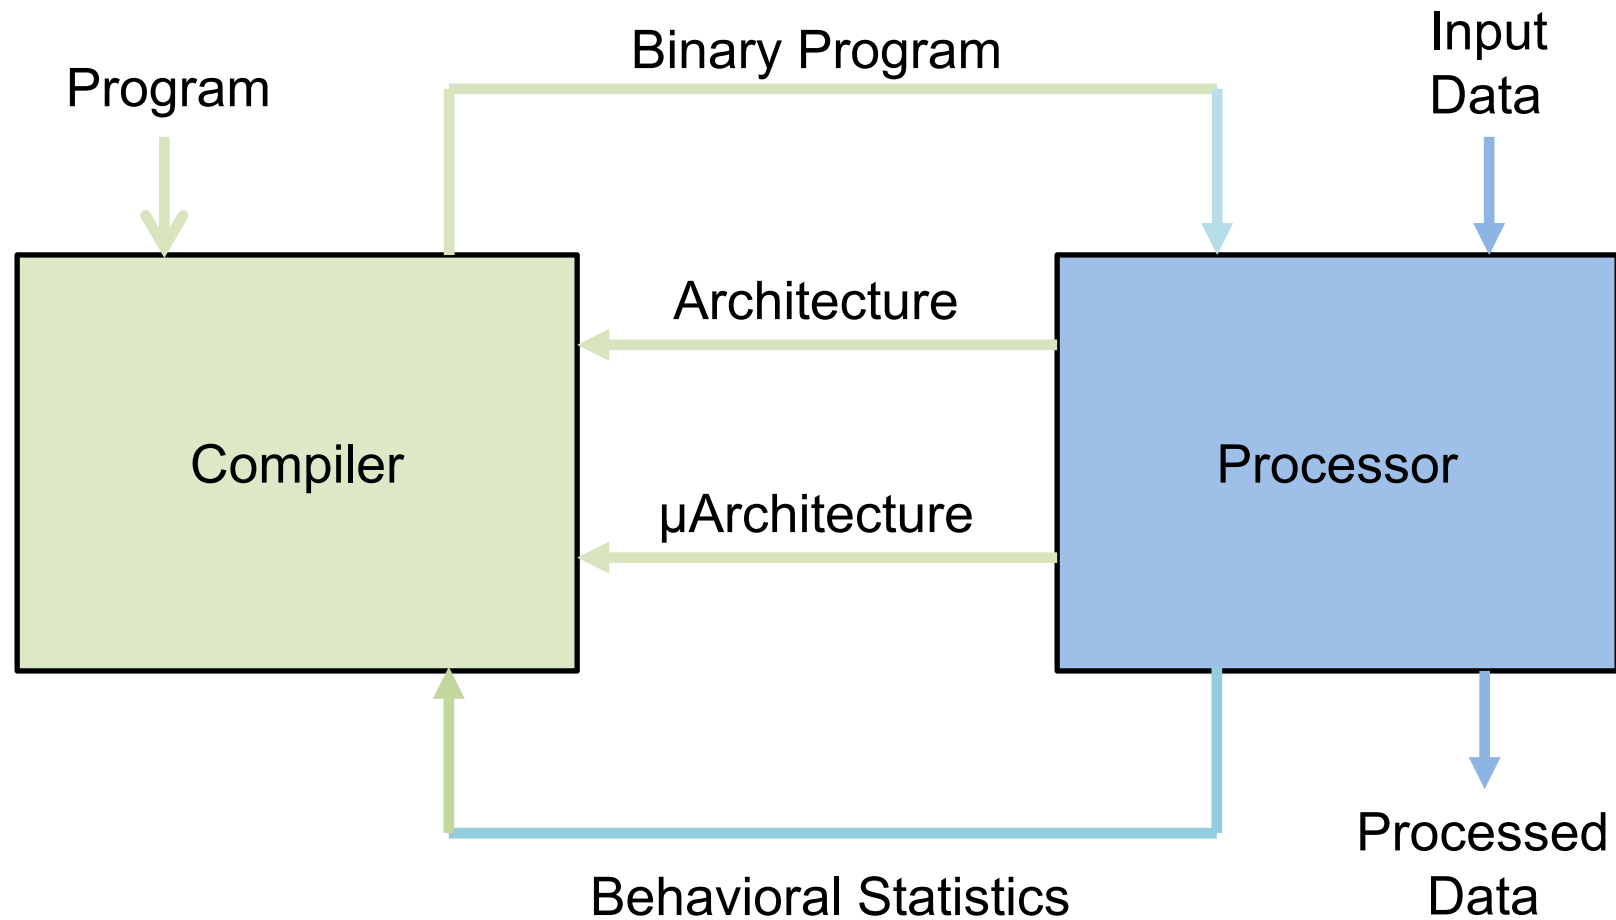 Program
Binary Program
Input
Data
Architecture
Compiler
Processor
µArchitecture
Behavioral Statistics
Processed
Data